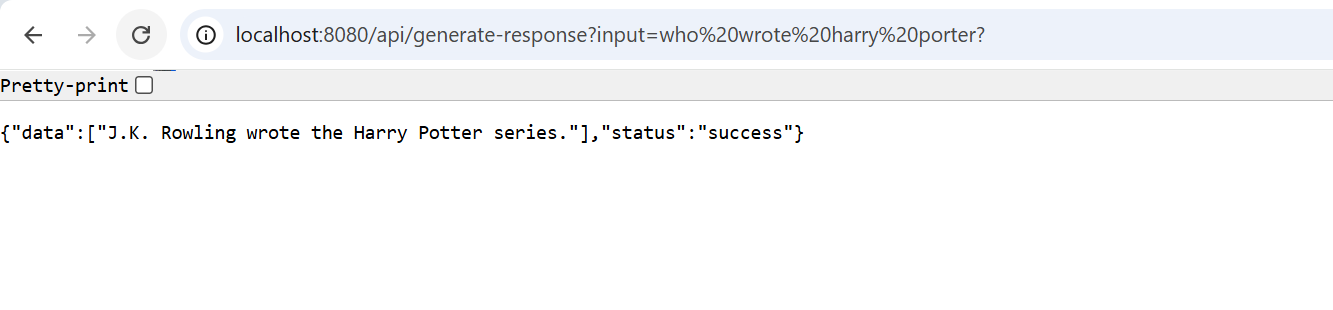 localhost:8080/api/generate-response?input=who%20wrote%20harry%20porter?
Pretty-print
{"data":["J.K. Rowling wrote the Harry Potter series."],"status":"success"}